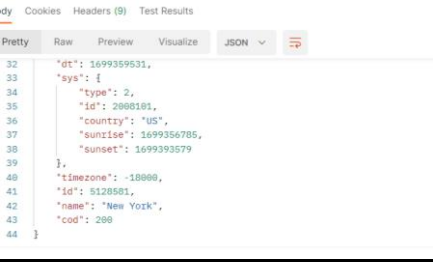 ody Cookies Headers (9) Test Results
Pretty Raw Preview Visualize JSON
32 "dt": 1699359531,
33 "sys": {
34 "type": 2,
35 "id": 2008101,
36 "country": "US",
37 "sunrise": 1699356785,
38 "sunset": 1699393579
39 },
40 "timezone": -18000,
41 "id": 5128581,
42 "name": "New York",
43 "cod": 200
44 }